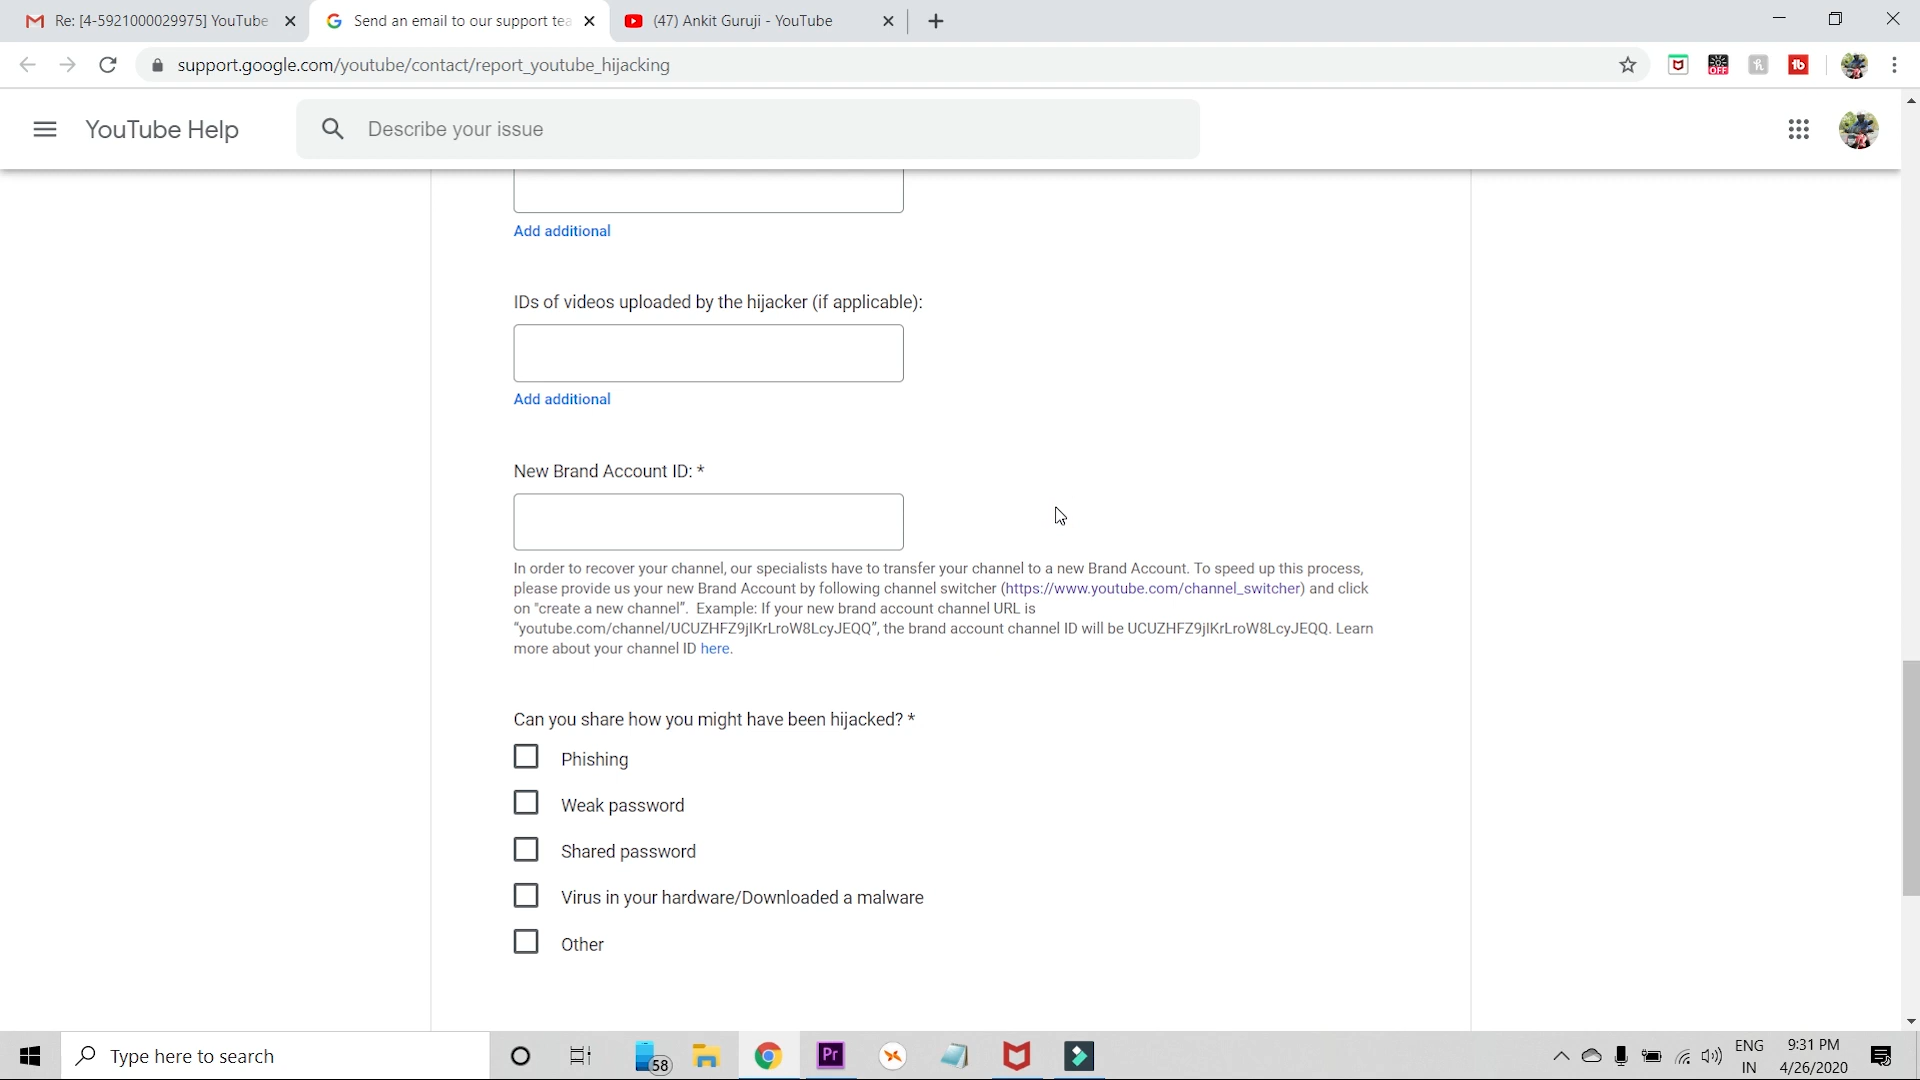 Re: [4-5921000029975] YouTube
Send an email to our support tea
(47) Ankit Guruji - YouTube
support.google.com/youtube/contact/report_youtube_hijacking
OFF
YouTube Help
Describe your issue
Add additional
IDs of videos uploaded by the hijacker (if applicable):
Add additional
New Brand Account ID: *
In order to recover your channel, our specialists have to transfer your channel to a new Brand Account. To speed up this process,
please provide us your new Brand Account by following channel switcher (https://www.youtube.com/channel_switcher) and click
on "create a new channel”. Example: If your new brand account channel URL is
“youtube.com/channel/UCUZHFZ9jIKrLroW8LcyJEQQ”, the brand account channel ID will be UCUZHFZ9jIKrLroW8LcyJEQQ. Learn
more about your channel ID here.
Can you share how you might have been hijacked? *
Phishing
Weak password
Shared password
Virus in your hardware/Downloaded a malware
Other
Type here to search
58
Pr
ENG
IN
9:31 PM
4/26/2020